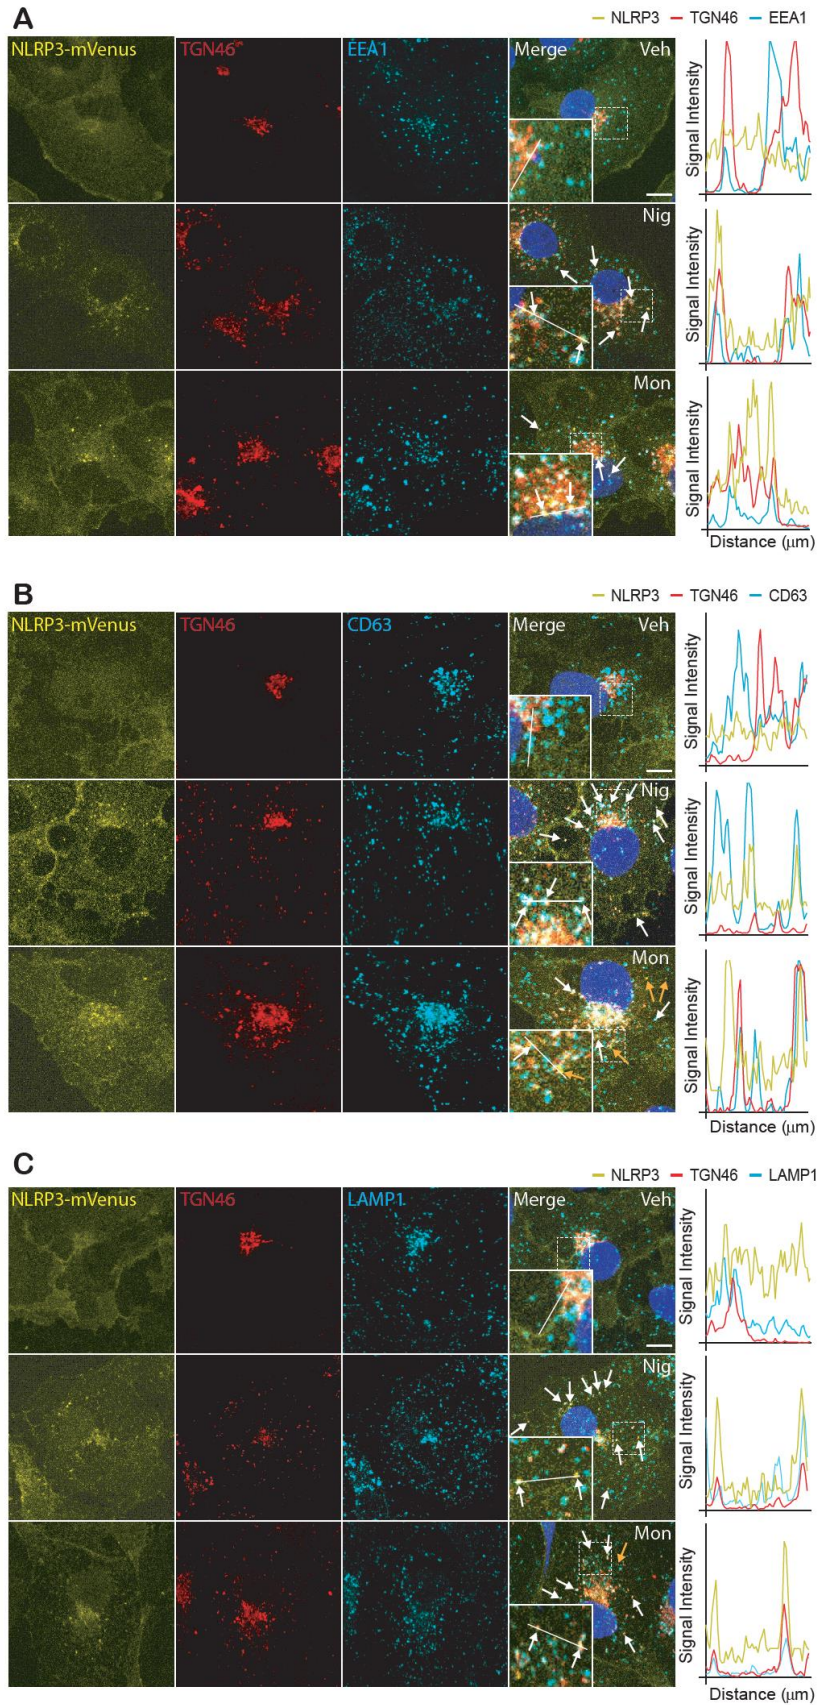 A
NLRP3 TGN46 EEA1
NLRP3-mVenus TGN46 EEA1 Merge Veh
Signal Intensity
Nig
Signal Intensity
Mon
Signal Intensity
Distance (μm)
B
NLRP3 TGN46 CD63
NLRP3-mVenus TGN46 CD63 Merge Veh
Signal Intensity
Nig
Signal Intensity
Mon
Signal Intensity
Distance (μm)
C
NLRP3 TGN46 LAMP1
NLRP3-mVenus TGN46 LAMP1 Merge Veh
Signal Intensity
Nig
Signal Intensity
Mon
Signal Intensity
Distance (μm)